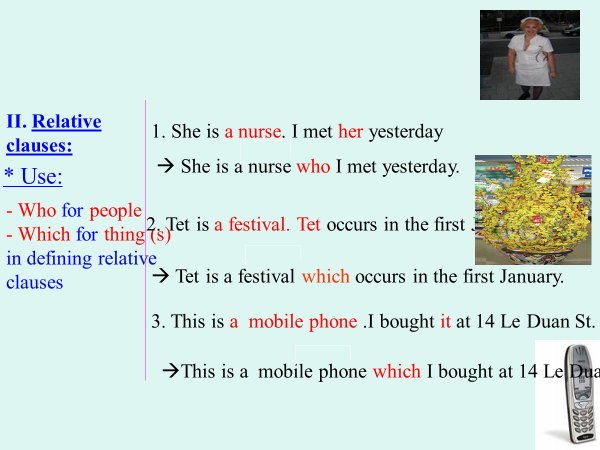 II. Relative
clauses:
* Use:
- Who for people
- Which for thing (s)
in defining relative
clauses
1. She is a nurse. I met her yesterday
→ She is a nurse who I met yesterday.
2. Tet is a festival. Tet occurs in the first
→ Tet is a festival which occurs in the first January.
3. This is a mobile phone .I bought it at 14 Le Duan St.
→This is a mobile phone which I bought at 14 Le Dua